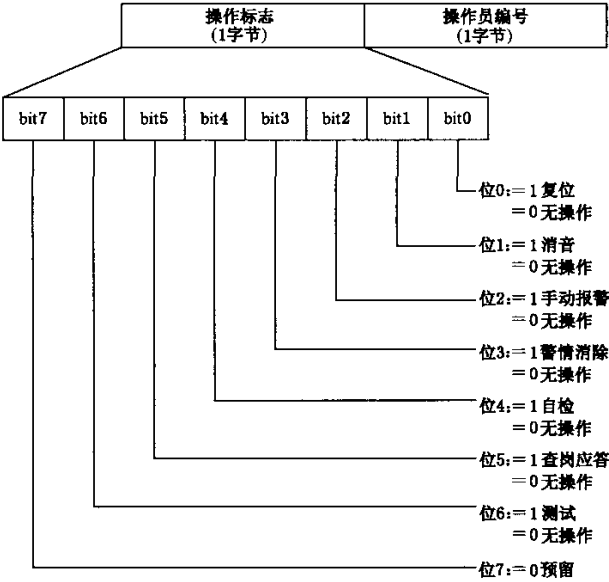 操作标志 操作员编号
(1字节) (1字节)
bit7 bit6 bit5 bit4 bit3 bit2 bit1 bit0
位0:=1复位
=0无操作
位1:=1消音
=0无操作
位2:=1手动报警
=0无操作
位3:=1警情消除
=0无操作
位4:=1自检
=0无操作
位5:=1查岗应答
=0无操作
位6:=1测试
=0无操作
位7:=0预留